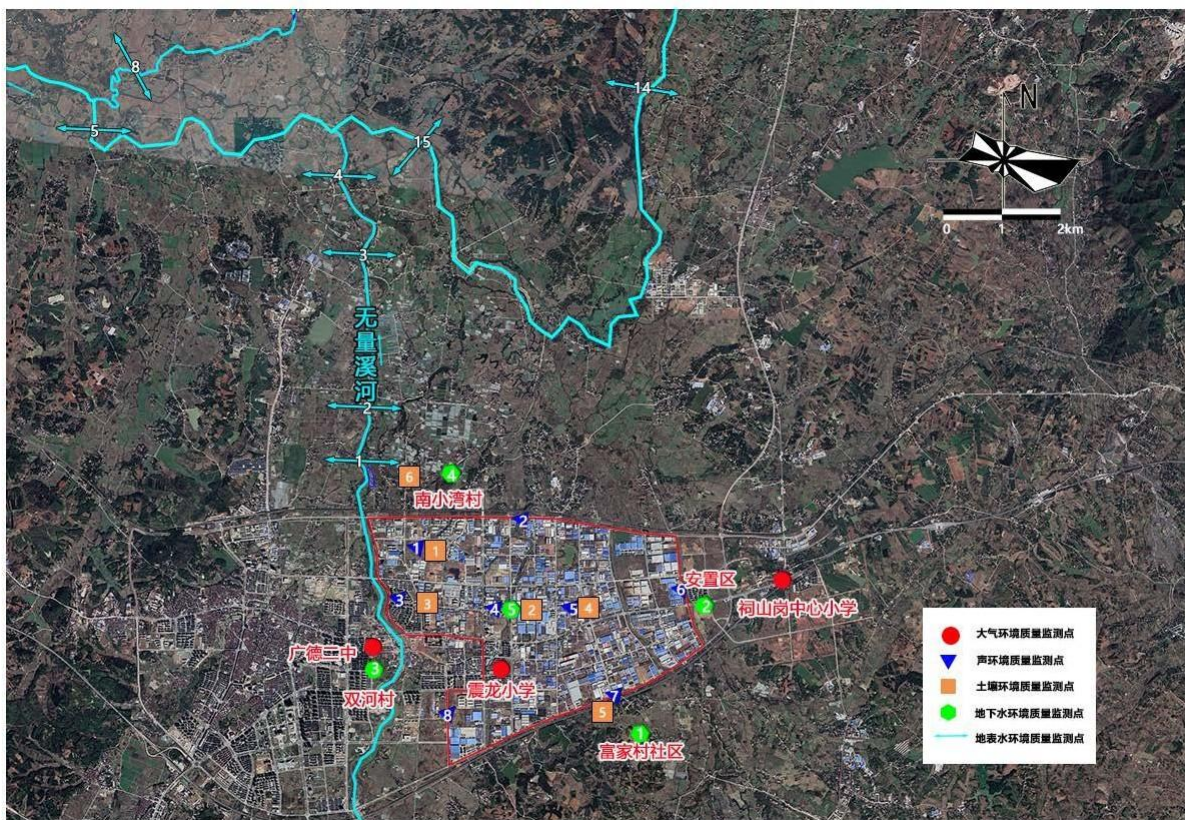 8
14
N
5
15
4
0 1 2km
3
无量溪河
2
1
6
4
南小湾村
2
1
1
安置区
6
3
3
4
5
2
5
4
2
祠山岗中心小学
广德二中
3
双河村
震龙小学
7
5
8
1
富家村社区
大气环境质量监测点
声环境质量监测点
土壤环境质量监测点
地下水环境质量监测点
地表水环境质量监测点